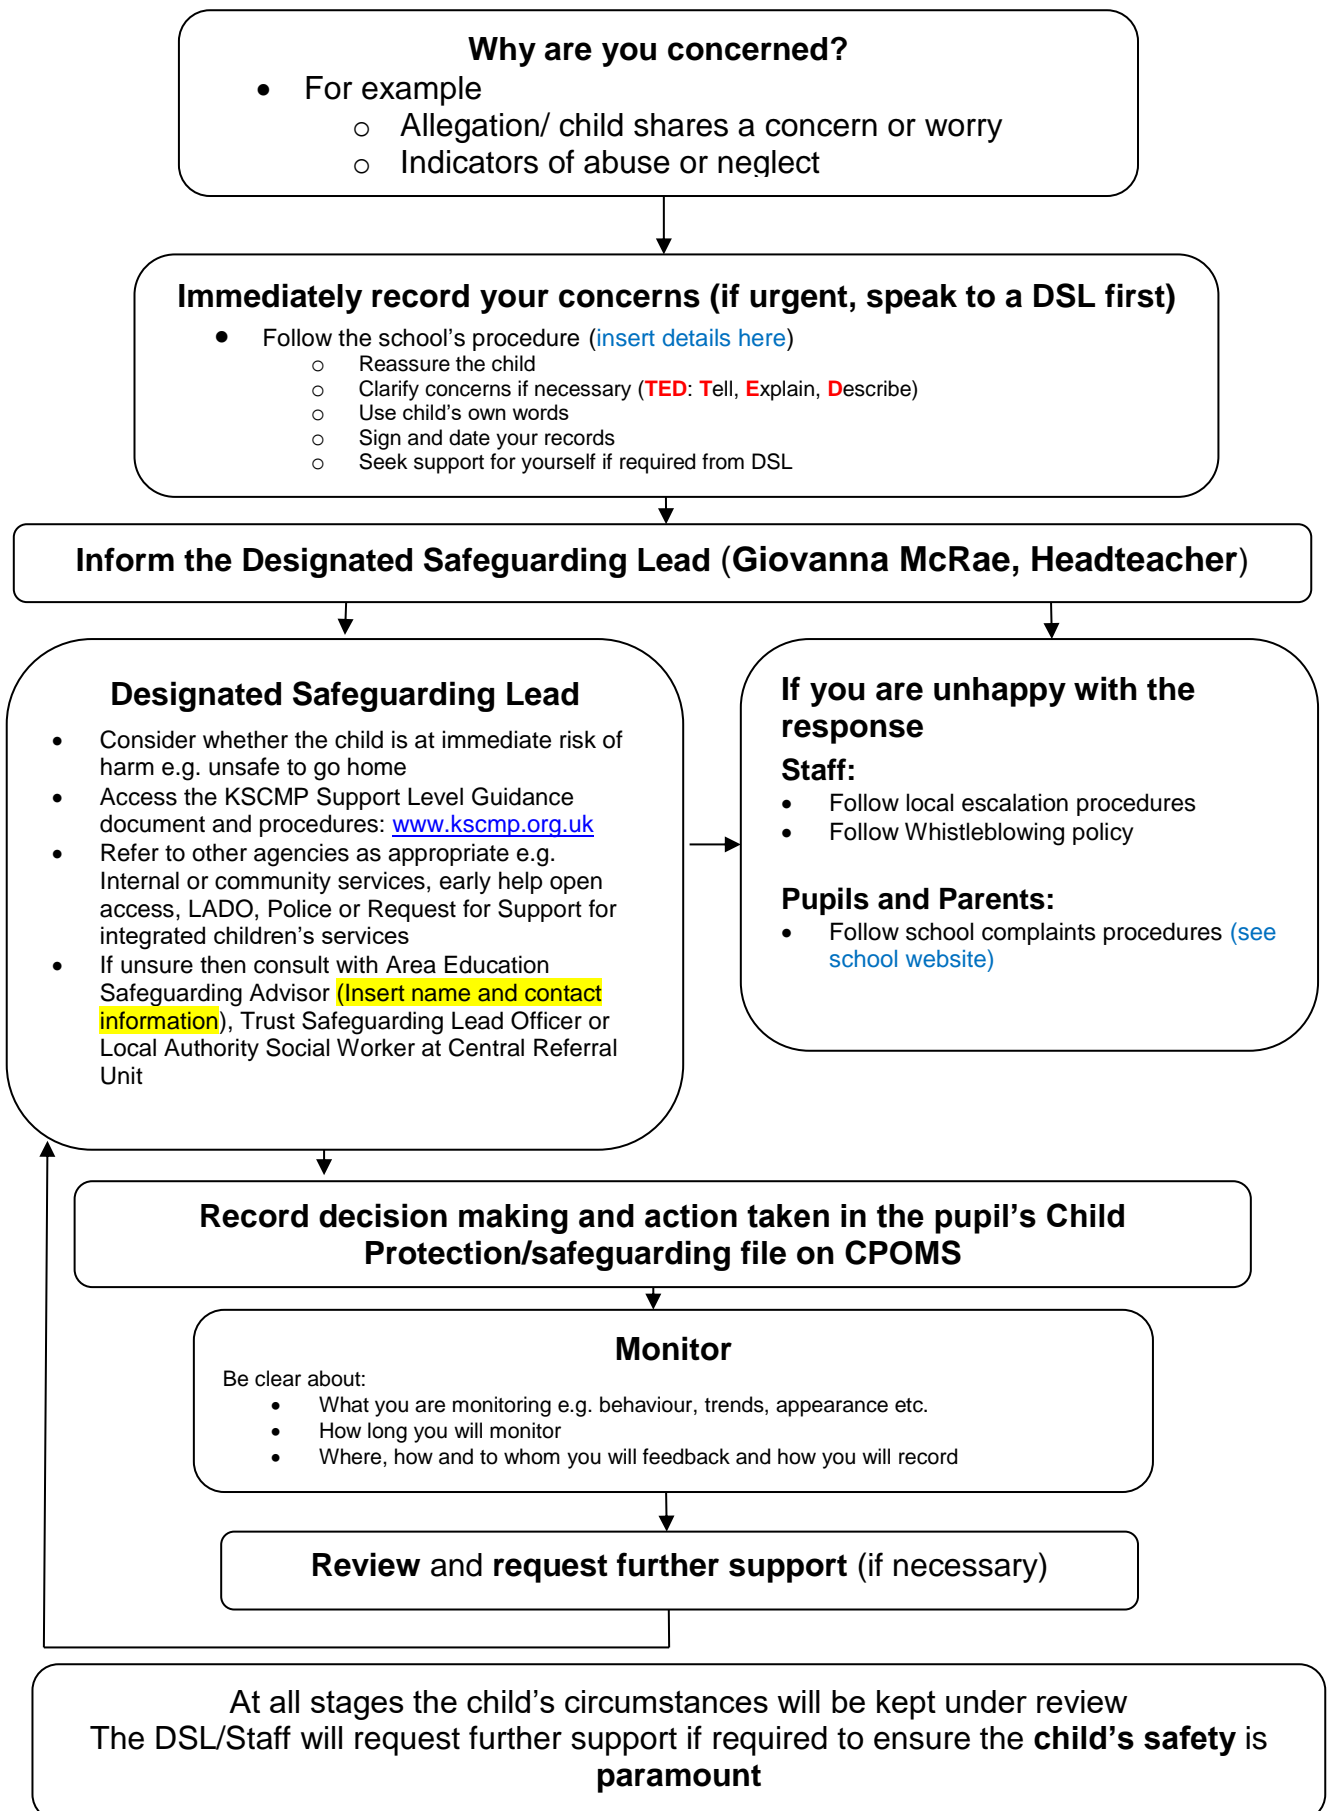 Why are you concerned?
• For example
o Allegation/ child shares a concern or worry
o Indicators of abuse or neglect
Immediately record your concerns (if urgent, speak to a DSL first)
• Follow the school's procedure (insert details here)
o Reassure the child
o Clarify concerns if necessary (TED: Tell, Explain, Describe)
o Use child's own words
o Sign and date your records
o Seek support for yourself if required from DSL
Inform the Designated Safeguarding Lead (Giovanna McRae, Headteacher)
Designated Safeguarding Lead
• Consider whether the child is at immediate risk of
harm e.g. unsafe to go home
• Access the KSCMP Support Level Guidance
document and procedures: www.kscmp.org.uk
• Refer to other agencies as appropriate e.g.
Internal or community services, early help open
access, LADO, Police or Request for Support for
integrated children's services
• If unsure then consult with Area Education
Safeguarding Advisor (Insert name and contact
information), Trust Safeguarding Lead Officer or
Local Authority Social Worker at Central Referral
Unit
If you are unhappy with the
response
Staff:
• Follow local escalation procedures
• Follow Whistleblowing policy
Pupils and Parents:
• Follow school complaints procedures (see
school website)
Record decision making and action taken in the pupil's Child
Protection/safeguarding file on CPOMS
Monitor
Be clear about:
• What you are monitoring e.g. behaviour, trends, appearance etc.
• How long you will monitor
• Where, how and to whom you will feedback and how you will record
Review and request further support (if necessary)
At all stages the child's circumstances will be kept under review
The DSL/Staff will request further support if required to ensure the child's safety is
paramount